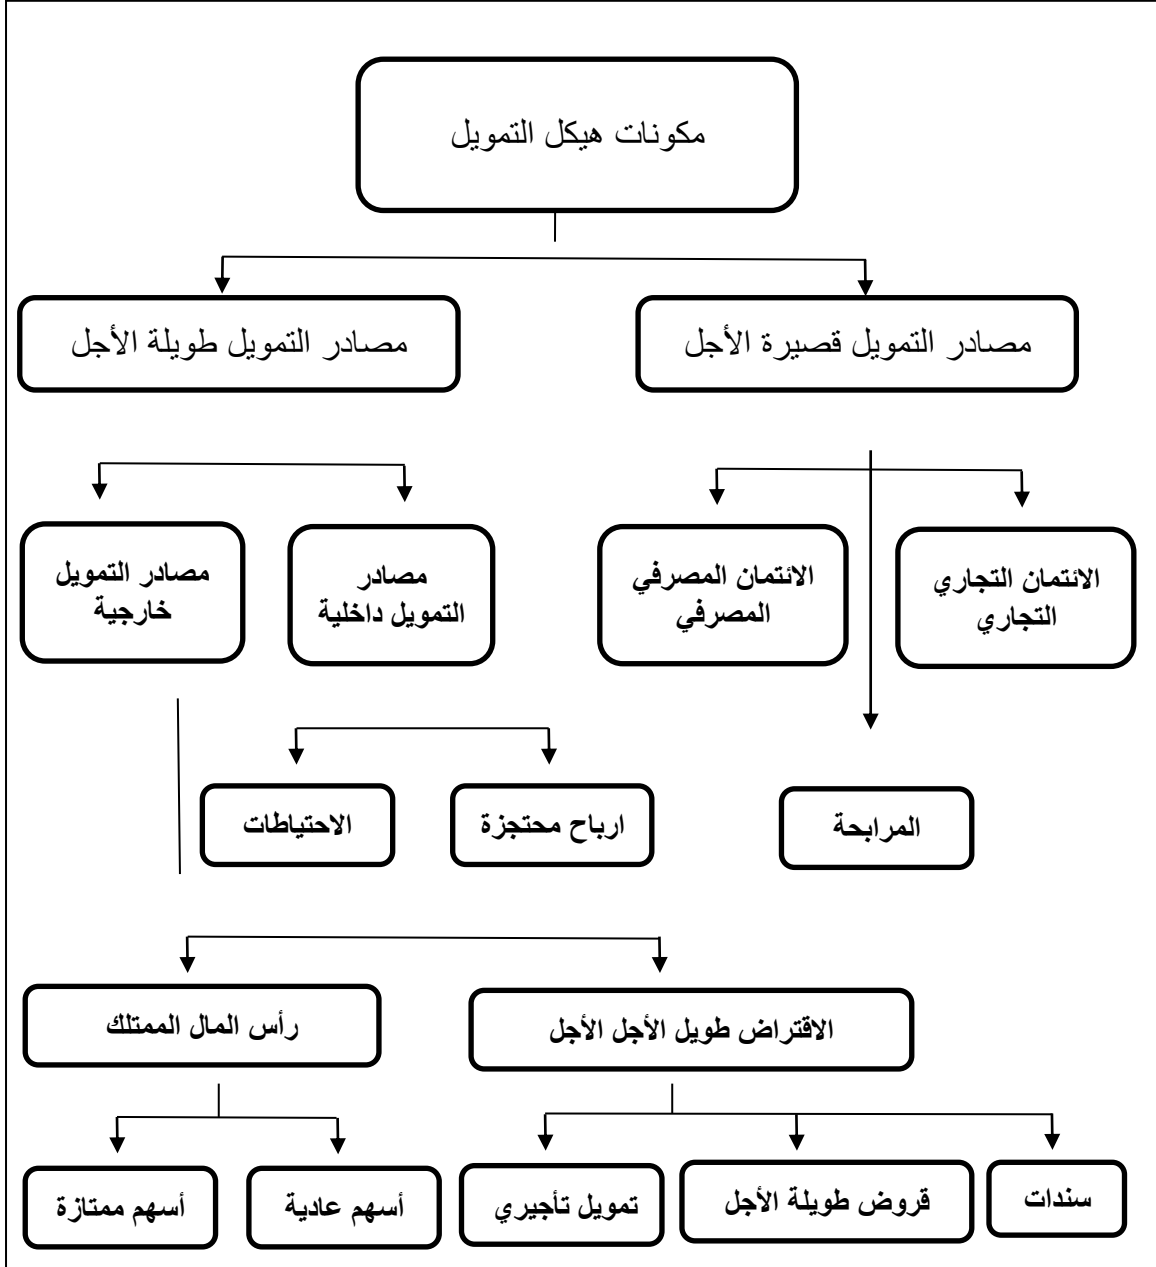 مكونات هيكل التمويل
مصادر التمويل قصيرة الأجل
مصادر التمويل طويلة الأجل
الائتمان التجاري
التجاري
الائتمان المصرفي
المصرفي
مصادر
التمويل داخلية
مصادر التمويل
خارجية
المرابحة
ارباح محتجزة
الاحتياطات
الاقتراض طويل الأجل الأجل
رأس المال الممتلك
سندات
قروض طويلة الأجل
تمويل تأجيري
أسهم عادية
أسهم ممتازة